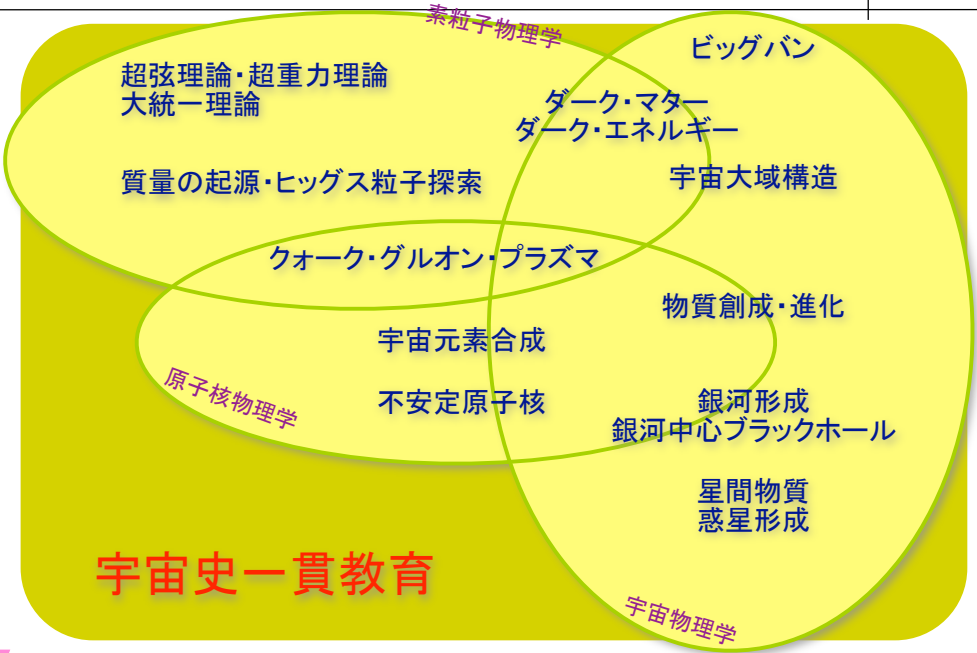 素粒子物理学
ビッグバン
超弦理論・超重力理論
大統一理論
ダーク・マター
ダーク・エネルギー
質量の起源・ヒッグス粒子探索
宇宙大域構造
クォーク・グルオン・プラズマ
物質創成・進化
宇宙元素合成
原子核物理学
不安定原子核
銀河形成
銀河中心ブラックホール
星間物質
惑星形成
宇宙史一貫教育
宇宙物理学